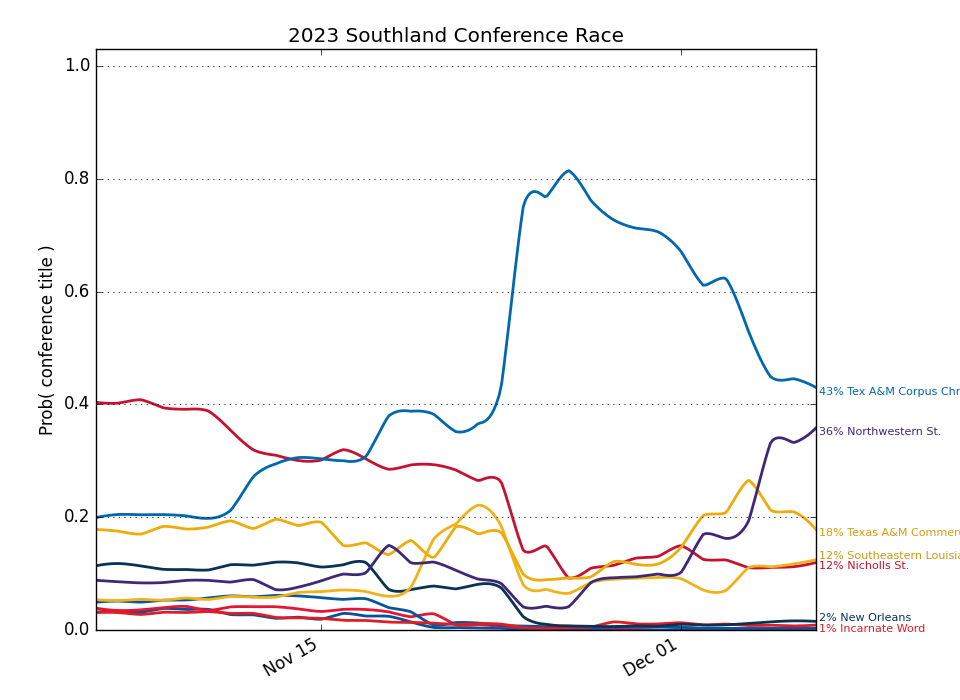 2023 Southland Conference Race
Prob( conference title )
1.0
0.8
0.6
0.4
0.2
0.0
Nov 15
Dec 01
43% Tex A&M Corpus Chr
36% Northwestern St.
18% Texas A&M Commerc
12% Southeastern Louisia
12% Nicholls St.
2% New Orleans
1% Incarnate Word